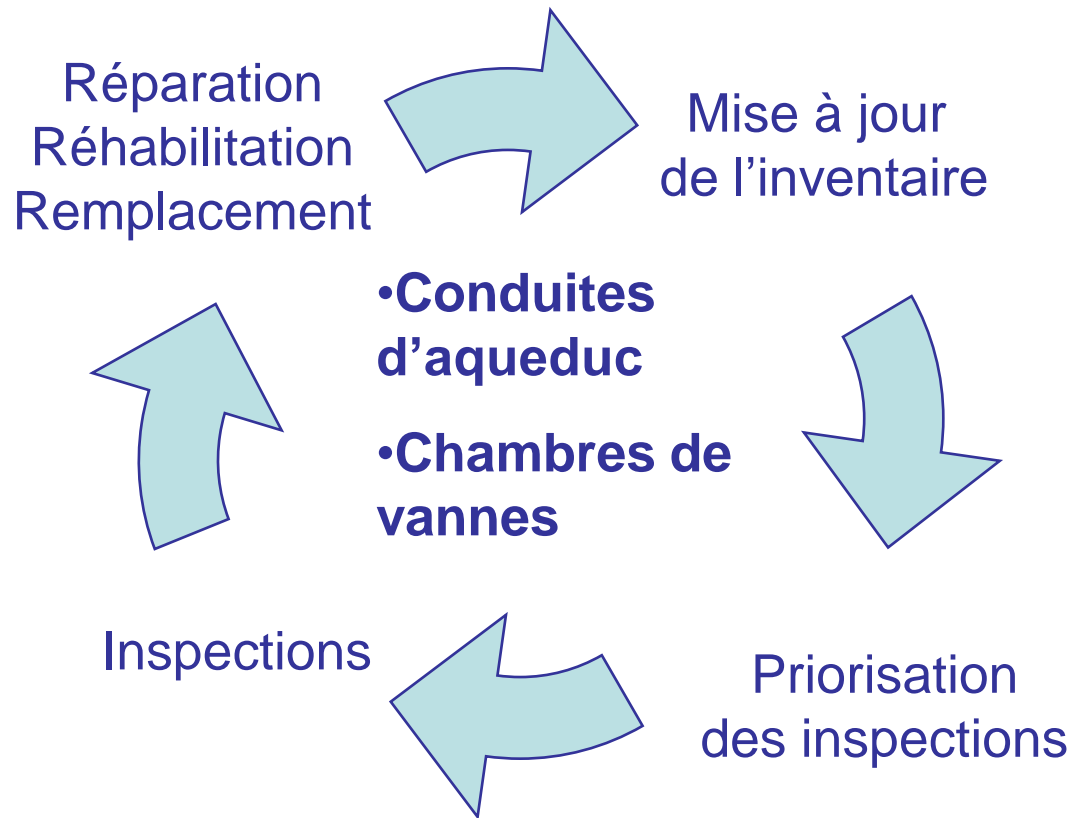 Réparation
Réhabilitation
Remplacement
Mise à jour
de l’inventaire
•Conduites
d’aqueduc
•Chambres de
vannes
Inspections
Priorisation
des inspections